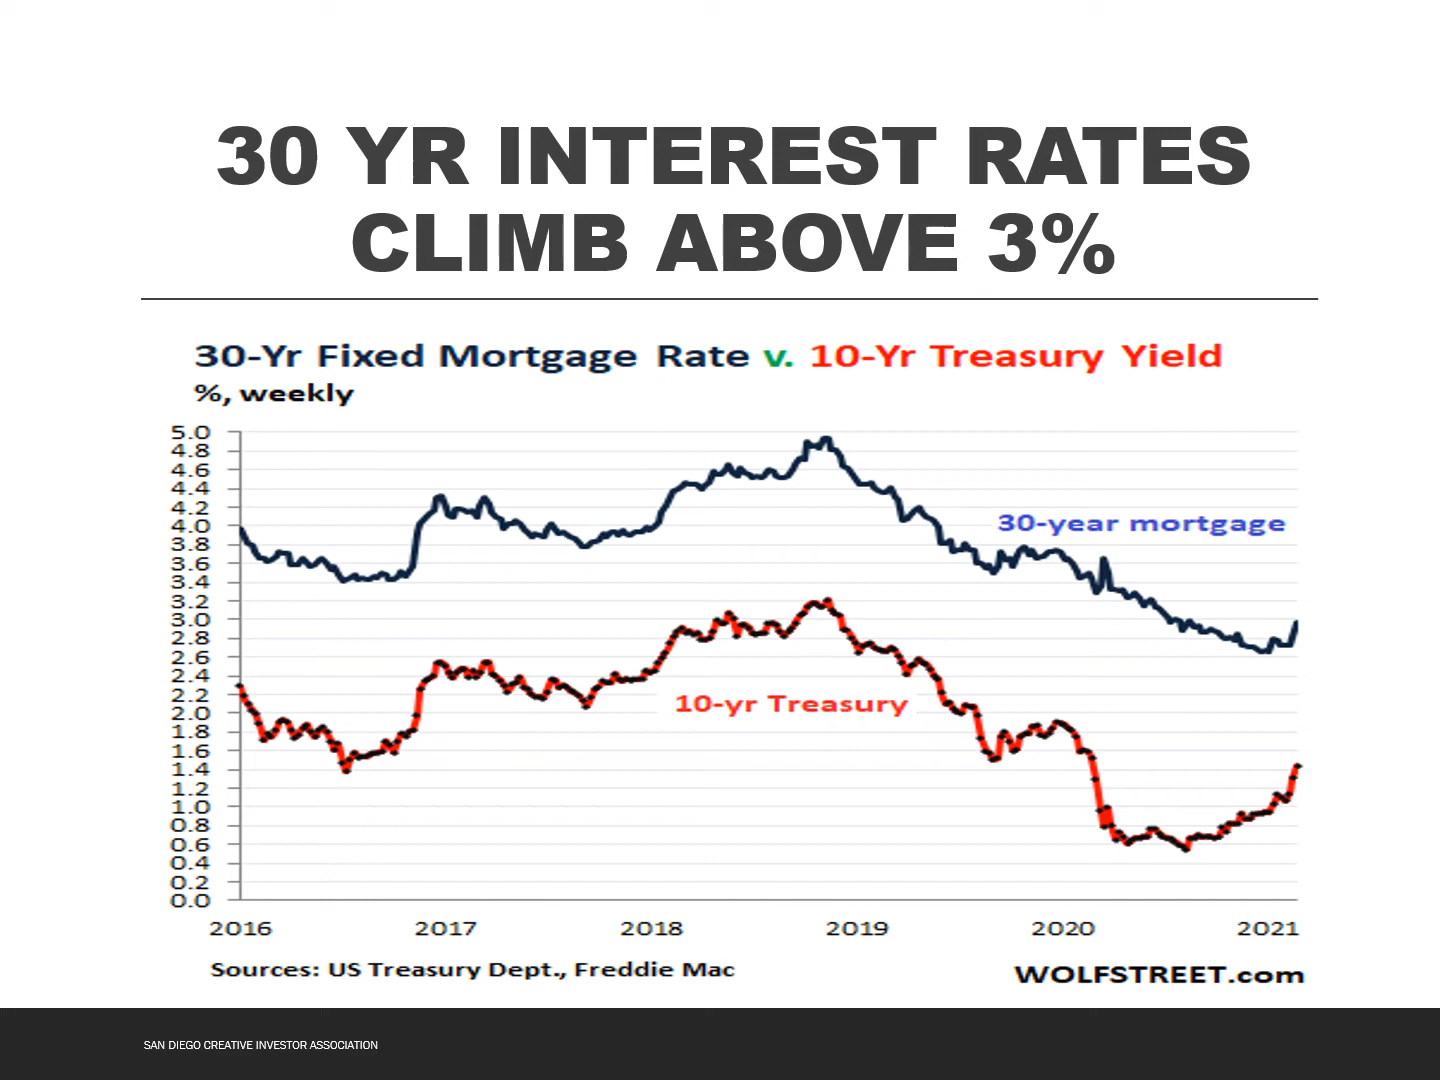 30 YR INTEREST RATES
CLIMB ABOVE 3%
30-Yr Fixed Mortgage Rate v. 10-Yr Treasury Yield
%, weekly
5.0
4.8
4.6
4.4
4.2
4.0
3.8
3.6
3.4
3.2
3.0
2.8
2.6
2.4
2.2
2.0
1.8
1.6
1.4
1.2
1.0
0.8
0.6
0.4
0.2
0.0
30-year mortgage
10-yr Treasury
2016 2017 2018 2019 2020 2021
Sources: US Treasury Dept., Freddie Mac
WOLFSTREET.com
SAN DIEGO CREATIVE INVESTOR ASSOCIATION